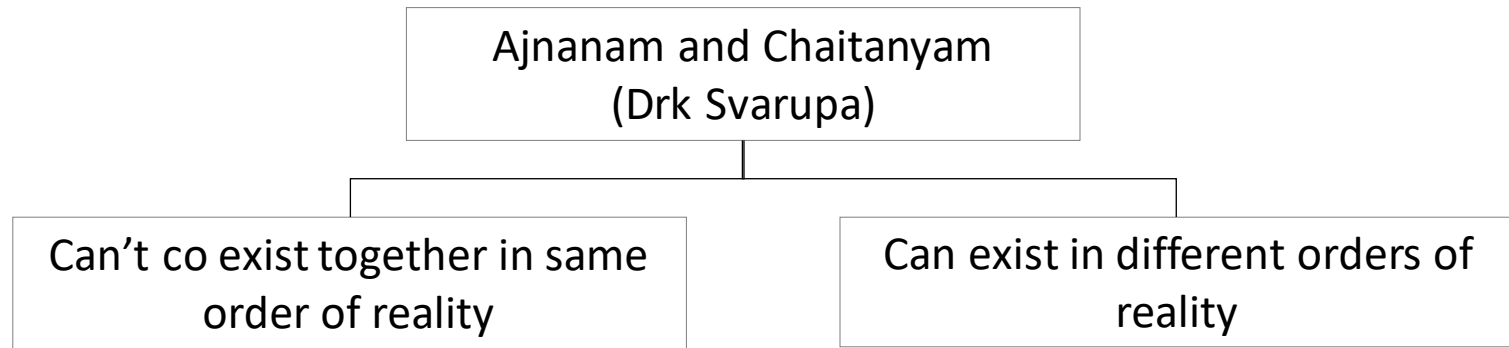 Ajnanam and Chaitanyam
(Drk Svarupa)
Can’t co exist together in same
order of reality
Can exist in different orders of
reality